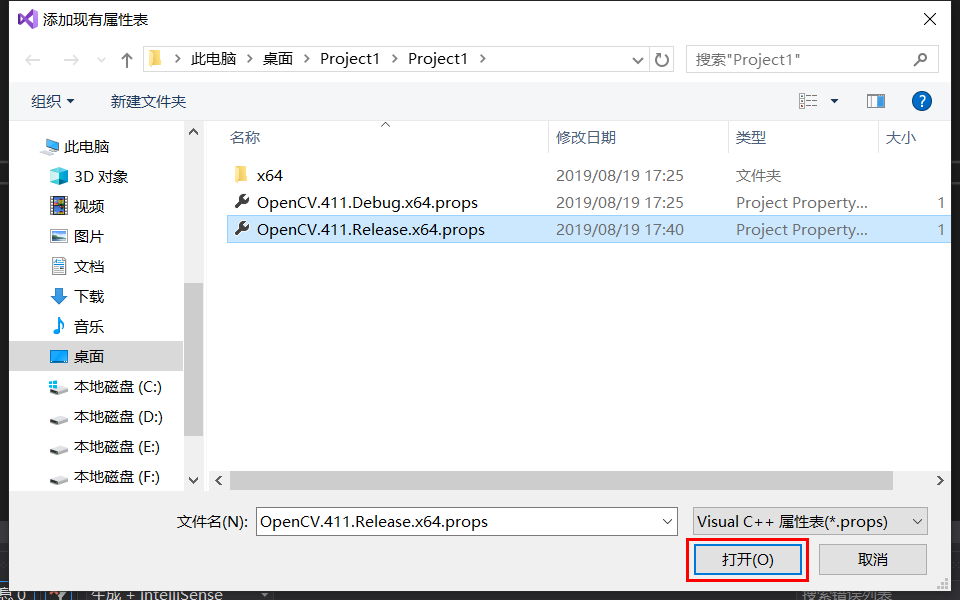 添加现有属性表
此电脑 桌面 Project1 Project1
搜索"Project1"
组织 新建文件夹
名称 修改日期 类型 大小
此电脑
3D 对象
视频
图片
文档
下载
音乐
桌面
本地磁盘 (C:)
本地磁盘 (D:)
本地磁盘 (E:)
本地磁盘 (F:)
x64 2019/08/19 17:25 文件夹
OpenCV.411.Debug.x64.props 2019/08/19 17:25 Project Property... 1
OpenCV.411.Release.x64.props 2019/08/19 17:40 Project Property... 1
文件名(N): OpenCV.411.Release.x64.props Visual C++ 属性表(*.props)
打开(O) 取消
息 0 生成 + IntelliSense 搜索错误列表